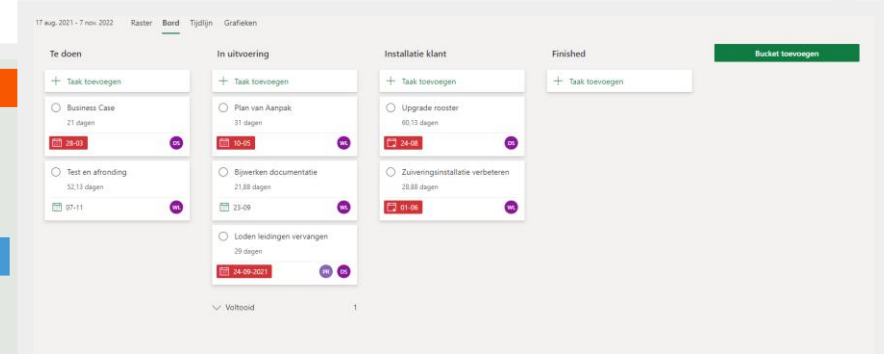 17 aug. 2021 - 7 nov. 2022 Raster Bord Tijdlijn Grafieken
Te doen
Taak toevoegen
Business Case
21 dagen
28-03 DS
Test en afronding
52,13 dagen
07-11 WL
In uitvoering
Taak toevoegen
Plan van Aanpak
31 dagen
10-05 WL
Bijwerken documentatie
21,88 dagen
23-09 WL
Loden leidingen vervangen
29 dagen
24-09-2021 PR DS
Voltooid 1
Installatie klant
Taak toevoegen
Upgrade rooster
60,13 dagen
24-08 DS
Zuiveringsinstallatie verbeteren
28,88 dagen
01-06 WL
Finished
Taak toevoegen
Bucket toevoegen